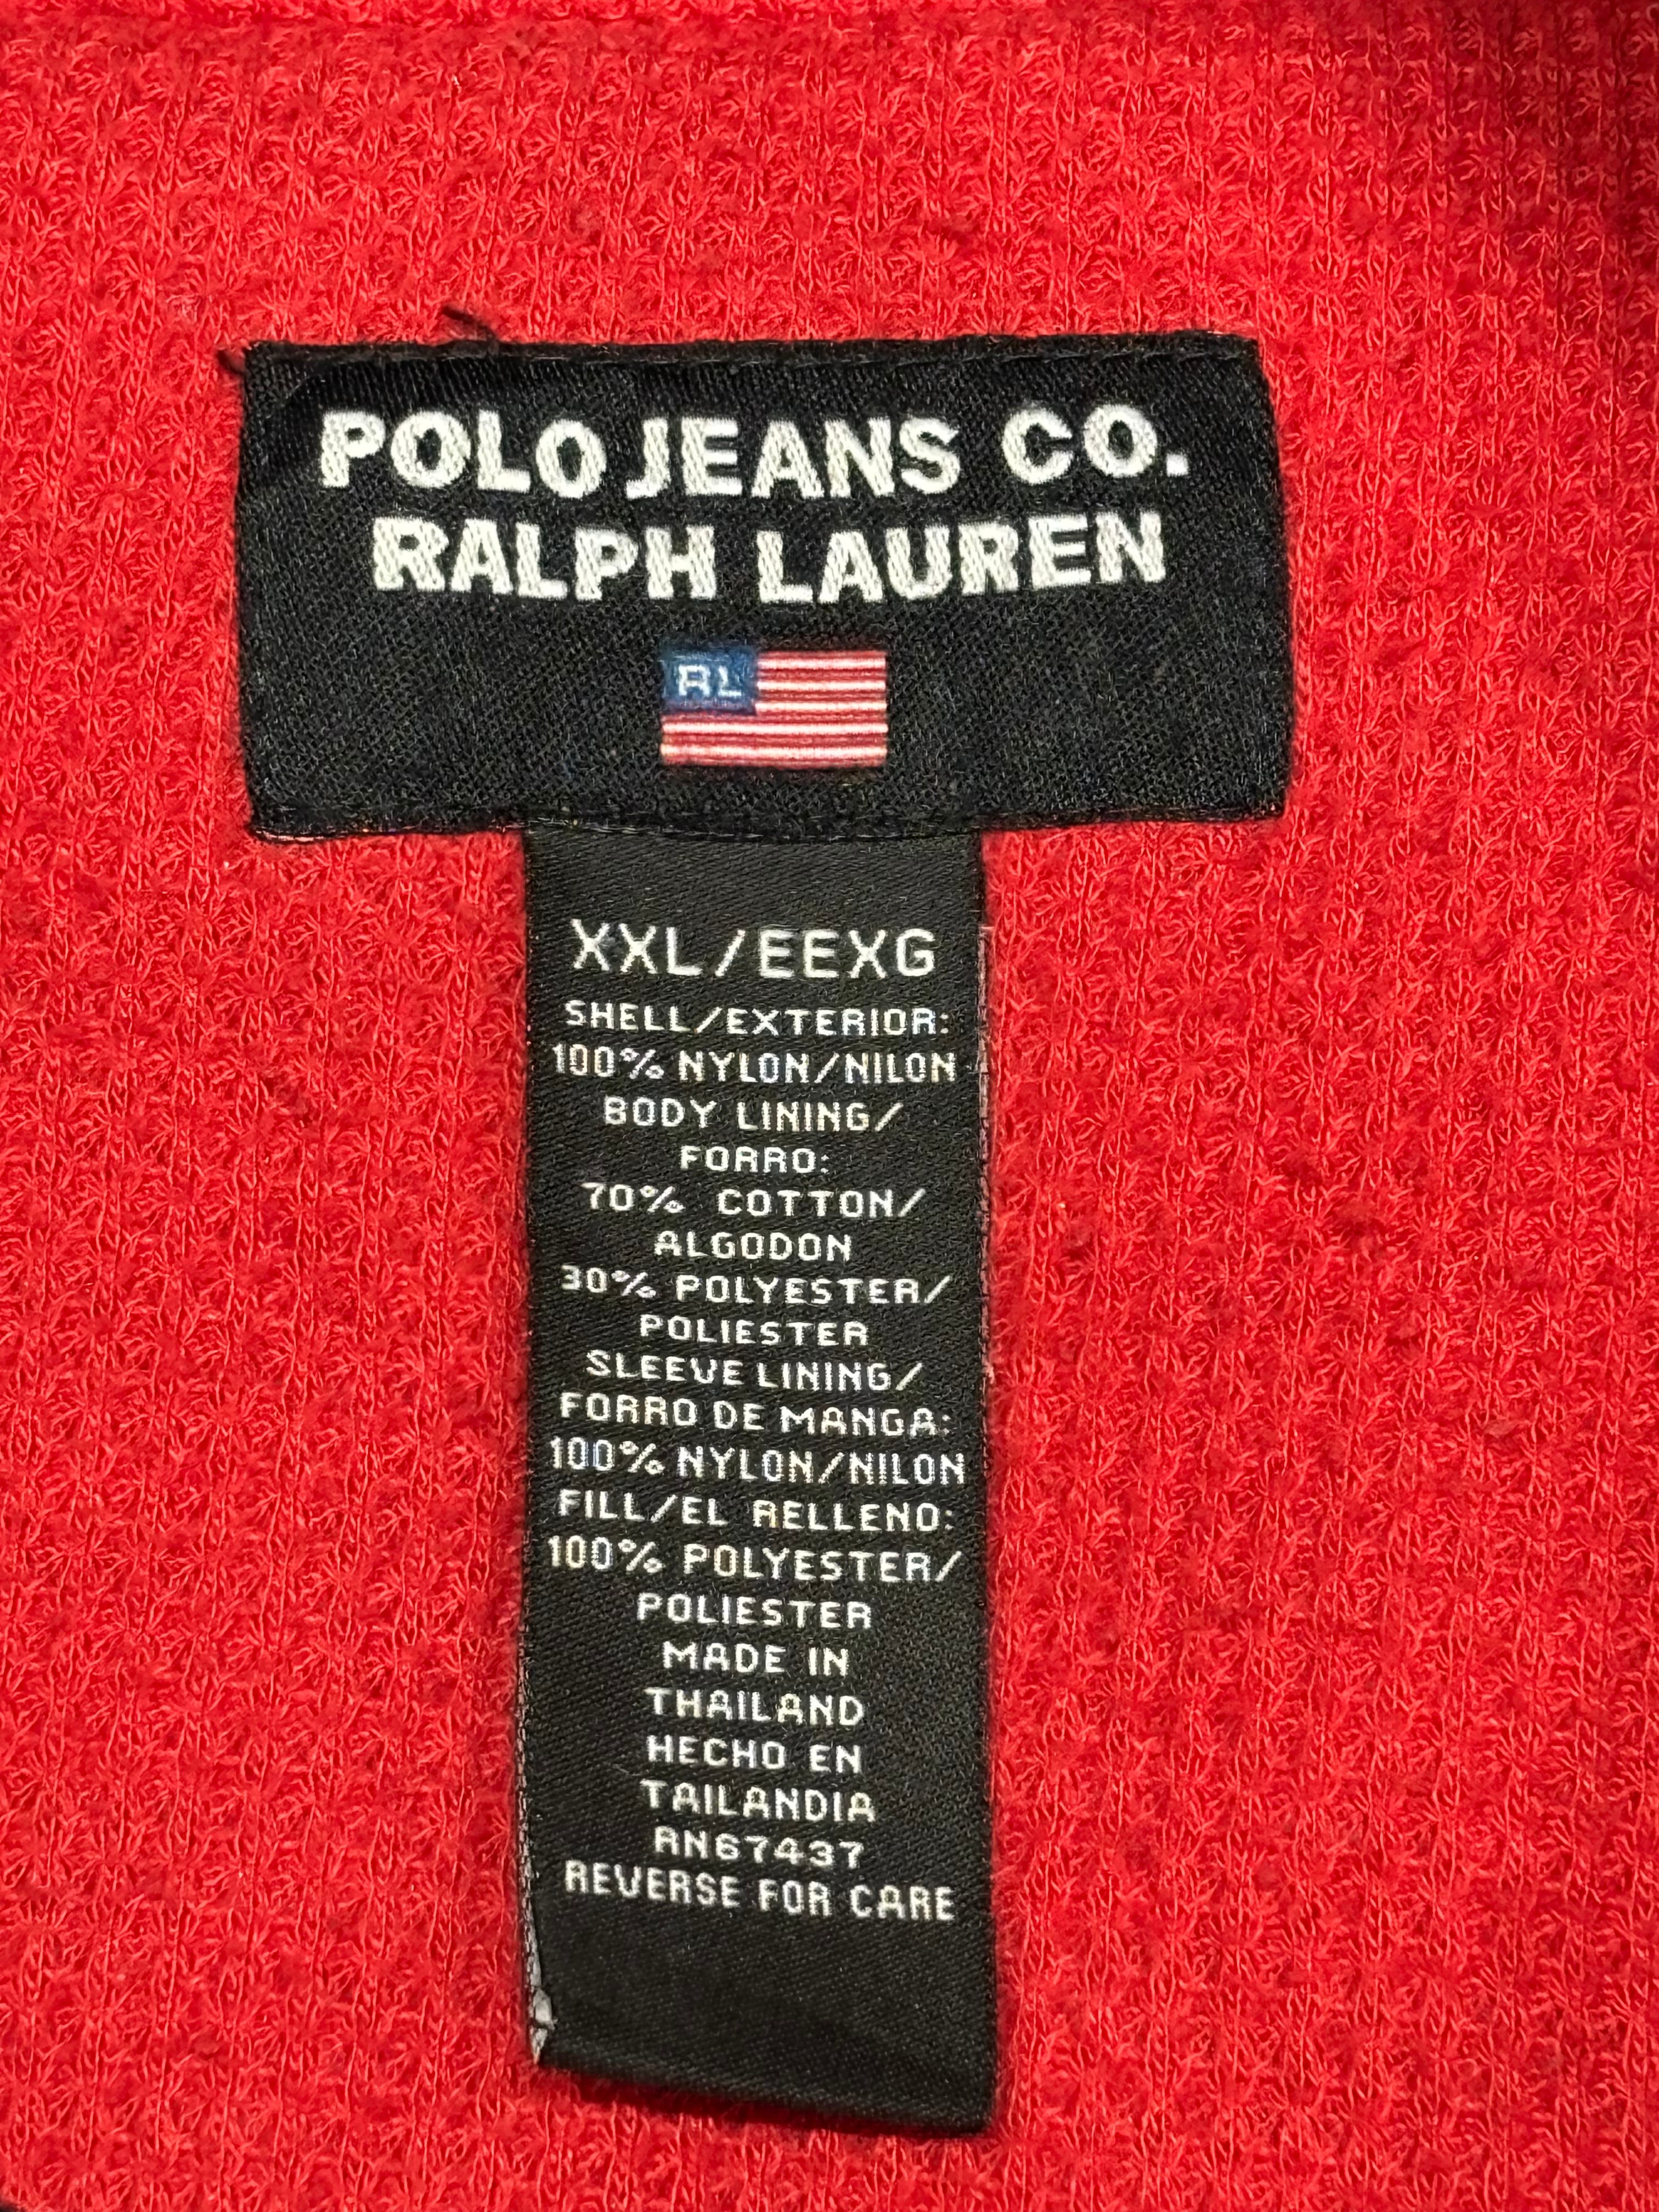 POLO JEANS CO.
RALPH LAUREN
RL
XXL/EEXG
SHELL/EXTERIOR:
100% NYLON/NILON
BODY LINING/
FORRO:
70% COTTON/
ALGODON
30% POLYESTER/
POLIESTER
SLEEVE LINING/
FORRO DE MANGA:
100% NYLON/NILON
FILL/EL RELLENO:
100% POLYESTER/
POLIESTER
MADE IN
THAILAND
HECHO EN
TAILANDIA
RN67437
REVERSE FOR CARE